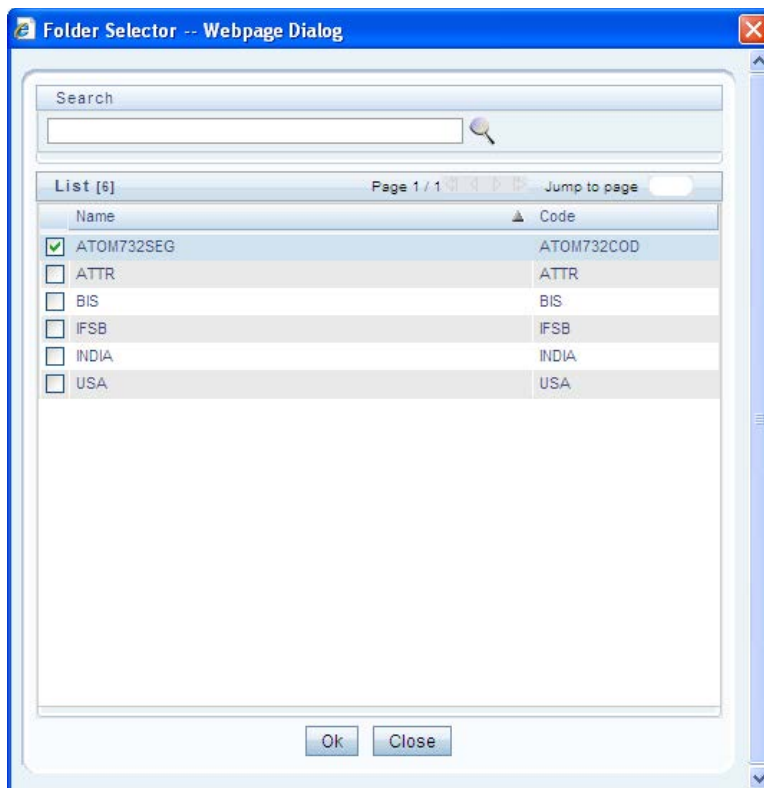 Folder Selector -- Webpage Dialog
Search
List [6] Page 1 / 1 Jump to page
Name Code
ATOM732SEG ATOM732COD
ATTR ATTR
BIS BIS
IFSB IFSB
INDIA INDIA
USA USA
Ok Close